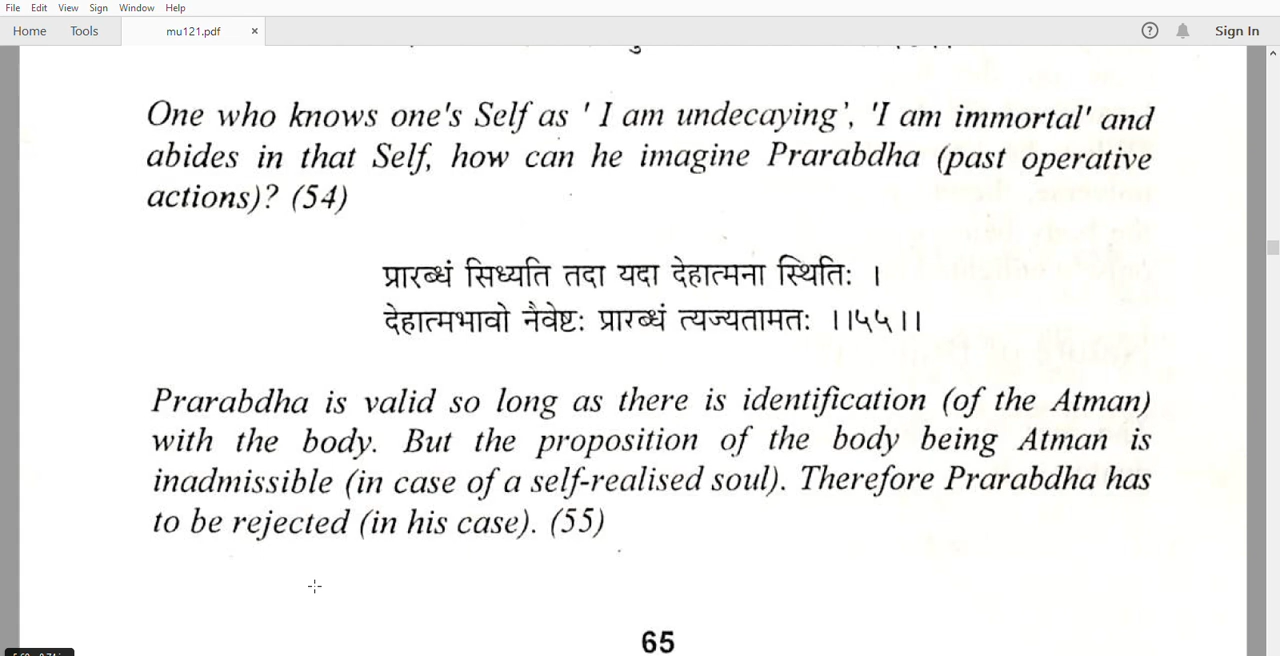 File Edit View Sign Window Help
Home Tools mu121.pdf × Sign In
One who knows one's Self as ' I am undecaying', 'I am immortal' and
abides in that Self, how can he imagine Prarabdha (past operative
actions)? (54)
प्रारब्धं सिध्यति तदा यदा देहात्मना स्थितिः ।
देहात्मभावो नैवेष्टः प्रारब्धं त्यज्यतामतः ।।५५।।
Prarabdha is valid so long as there is identification (of the Atman)
with the body. But the proposition of the body being Atman is
inadmissible (in case of a self-realised soul). Therefore Prarabdha has
to be rejected (in his case). (55)
65